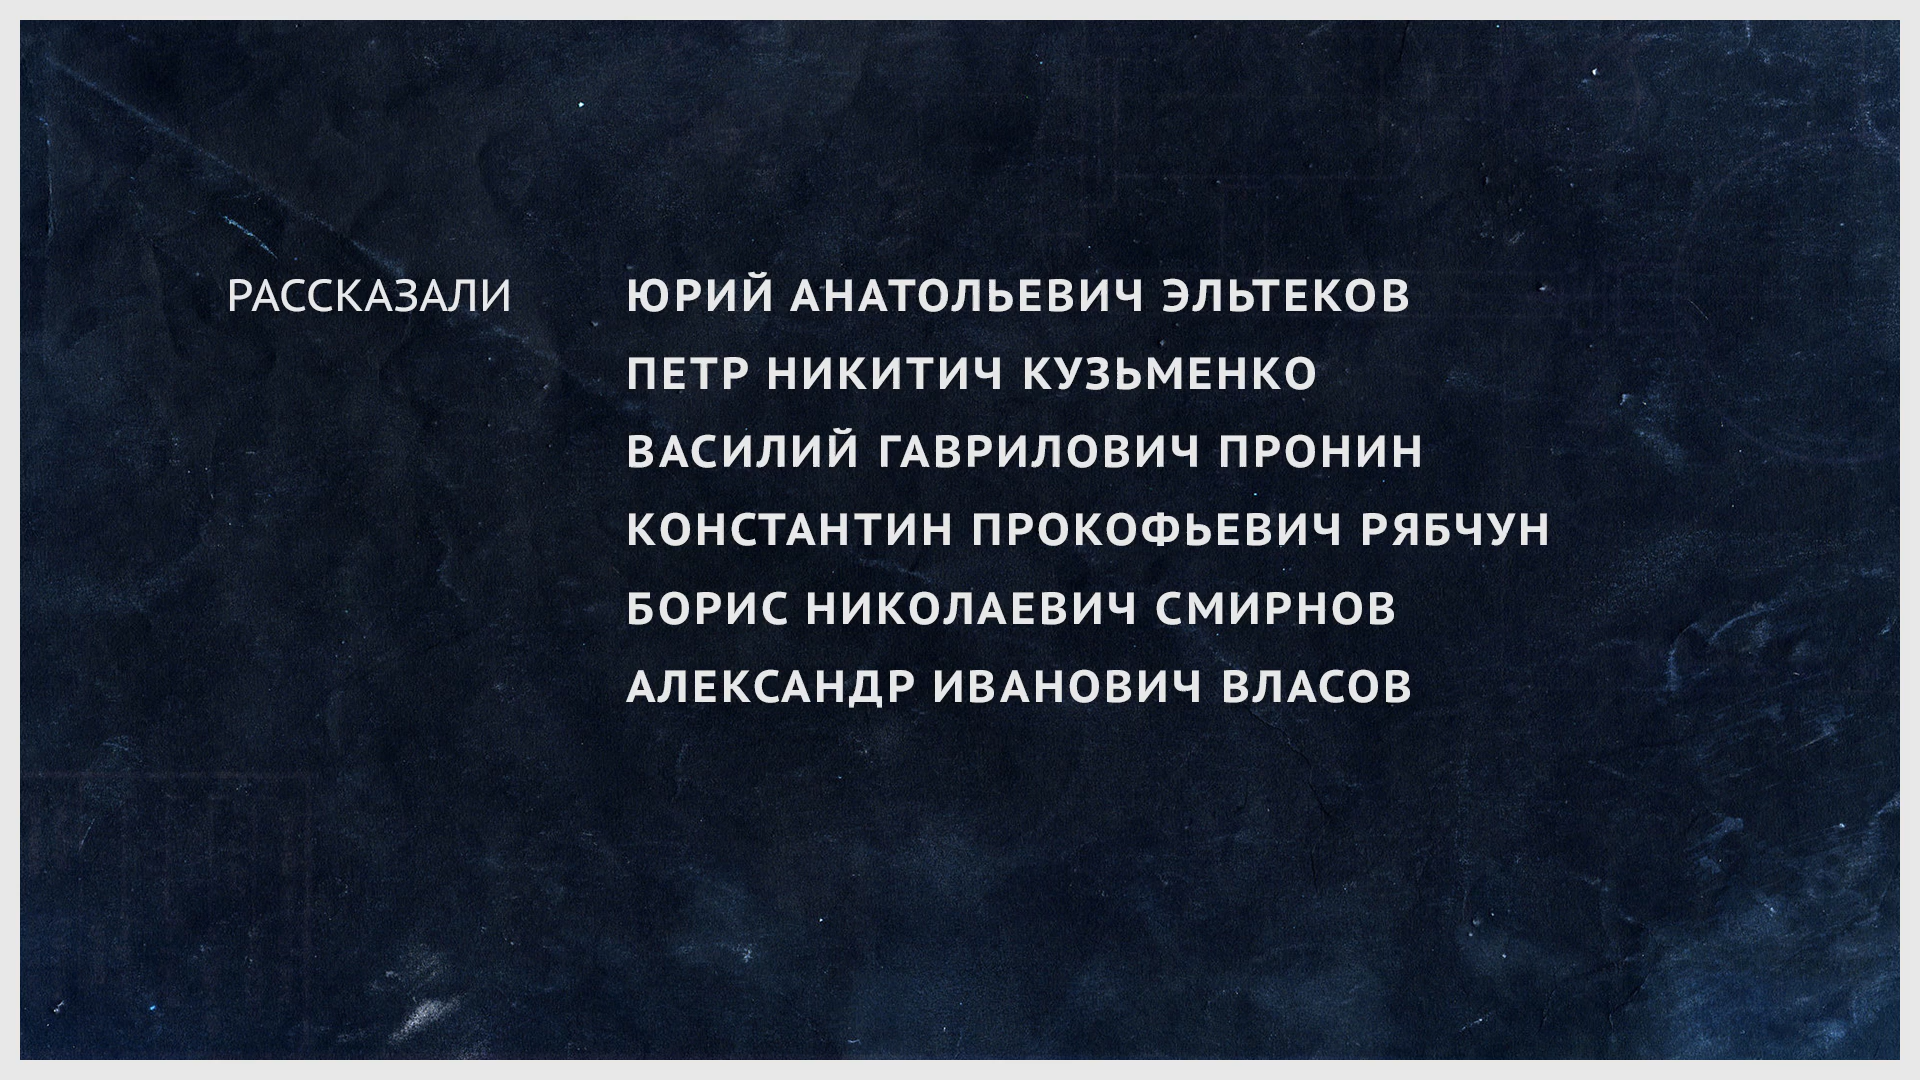 РАССКАЗАЛИ ЮРИЙ АНАТОЛЬЕВИЧ ЭЛЬТЕКОВ
ПЕТР НИКИТИЧ КУЗЬМЕНКО
ВАСИЛИЙ ГАВРИЛОВИЧ ПРОНИН
КОНСТАНТИН ПРОКОФЬЕВИЧ РЯБЧУН
БОРИС НИКОЛАЕВИЧ СМИРНОВ
АЛЕКСАНДР ИВАНОВИЧ ВЛАСОВ